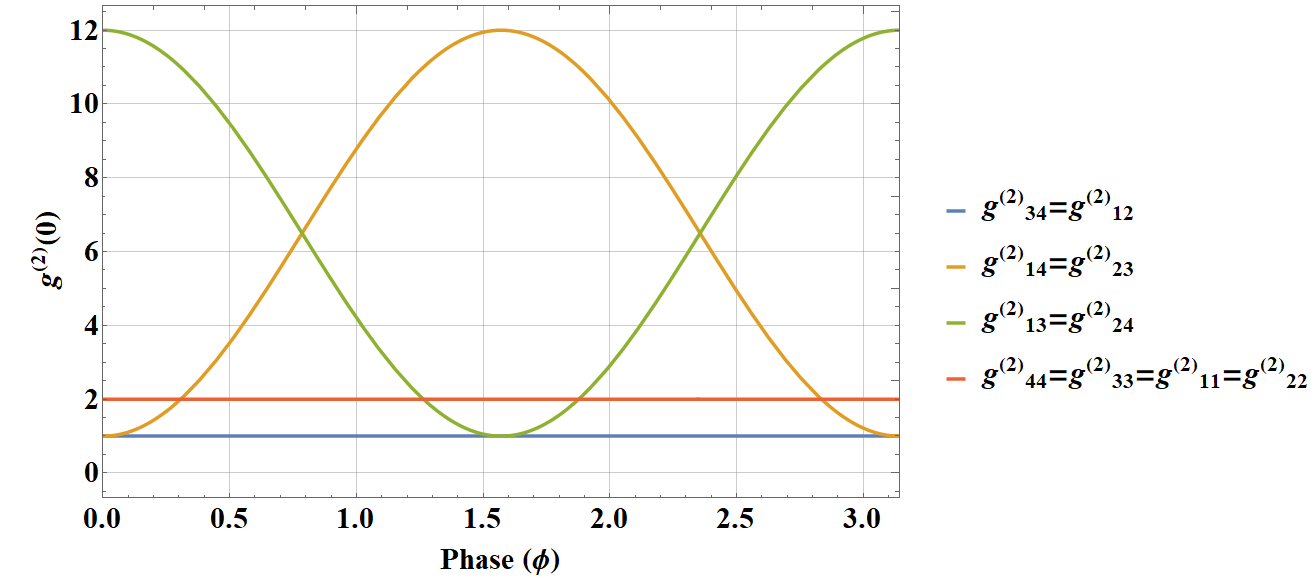 12
10
8
6
4
2
0
g⁽²⁾(0)
0.0 0.5 1.0 1.5 2.0 2.5 3.0
Phase (ϕ)
g⁽²⁾₃₄=g⁽²⁾₁₂
g⁽²⁾₁₄=g⁽²⁾₂₃
g⁽²⁾₁₃=g⁽²⁾₂₄
g⁽²⁾₄₄=g⁽²⁾₃₃=g⁽²⁾₁₁=g⁽²⁾₂₂